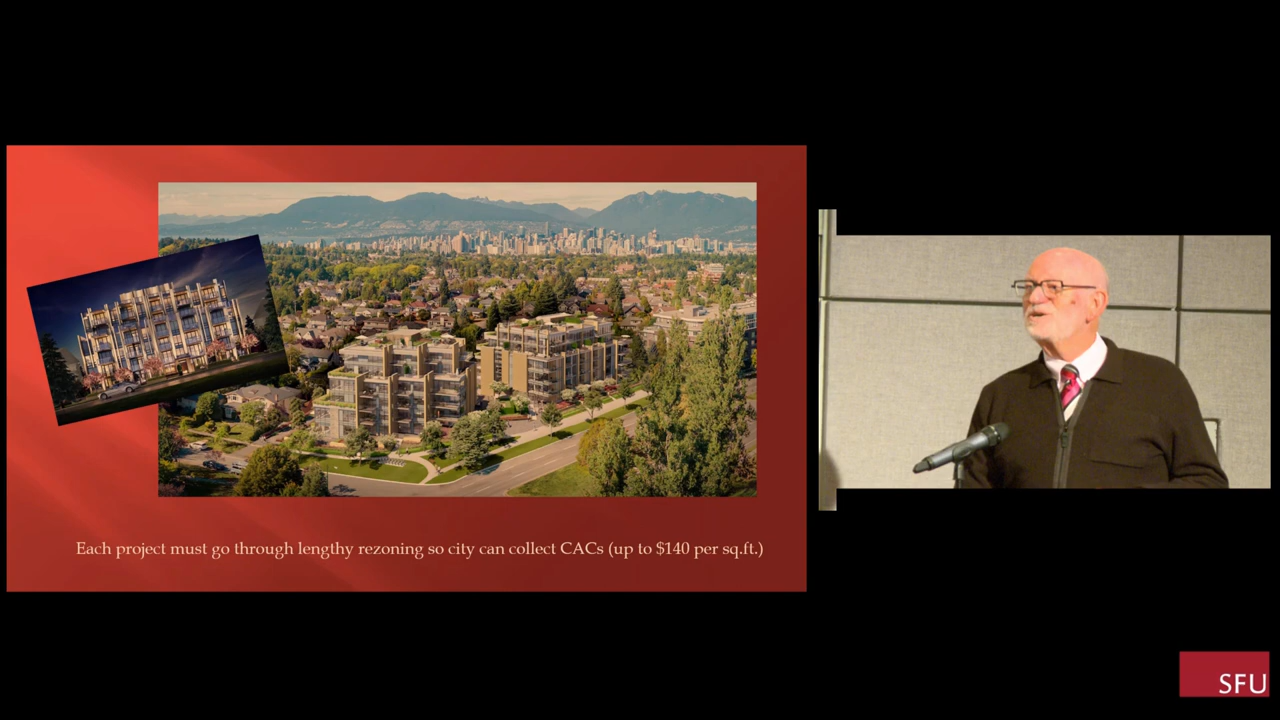 Each project must go through lengthy rezoning so city can collect CACs (up to $140 per sq.ft.)
SFU